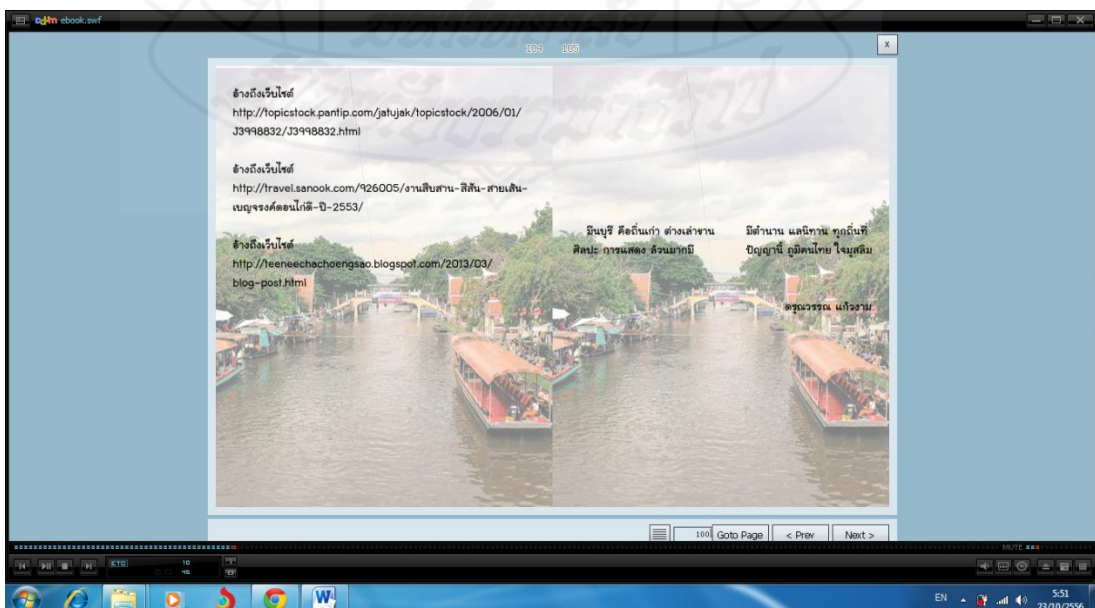 ebook.swf
104 105
x
อ้างถึงเว็บไซต์
http://topicstock.pantip.com/jatujak/topicstock/2006/01/
J3998832/J3998832.html
อ้างถึงเว็บไซต์
http://travel.sanook.com/926005/งานสืบสาน-สีสัน-สายเส้น-
เบญจรงค์ดอนไก่ดี-ปี-2553/
อ้างถึงเว็บไซต์
http://teeneechachoengsao.blogspot.com/2013/03/
blog-post.html
มีนบุรี คือถิ่นเก่า ต่างเล่าขาน มีตำนาน แลนิทาน ทุกถิ่นที่
ศิลปะ การแสดง ล้วนมากมี ปัญญานี้ ภูมิคนไทย ใจมุสลิม
ดรุณวรรณ แก้วงาม
100 Goto Page < Prev Next >
MUTE
ETC 10
45
EN 5:51
23/10/2556